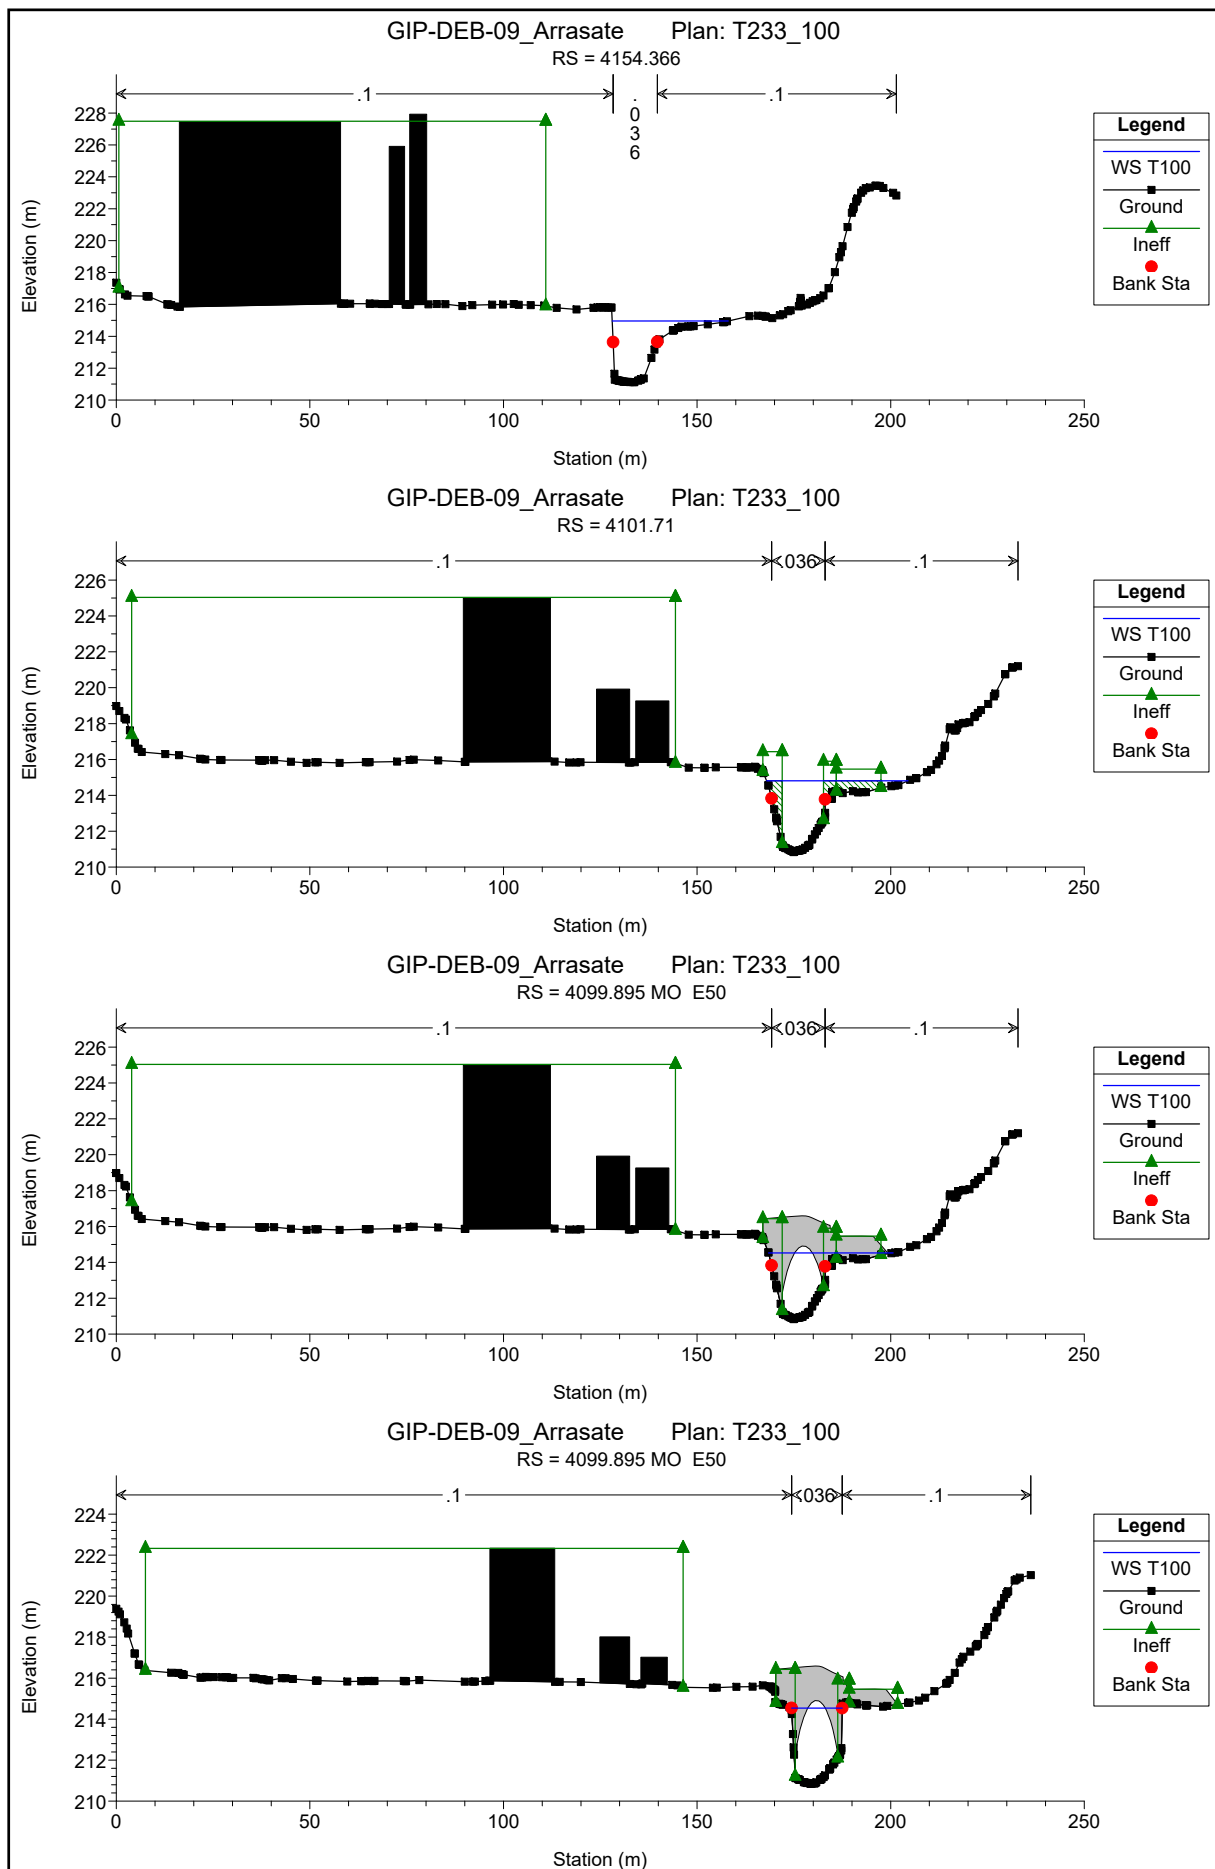 GIP-DEB-09_Arrasate Plan: T233_100
RS = 4154.366
.1
.036
.1
228
226
224
222
220
218
216
214
212
210
0 50 100 150 200 250
Elevation (m)
Station (m)
Legend
WS T100
Ground
Ineff
Bank Sta
GIP-DEB-09_Arrasate Plan: T233_100
RS = 4101.71
.1 .036 .1
226
224
222
220
218
216
214
212
210
0 50 100 150 200 250
Elevation (m)
Station (m)
Legend
WS T100
Ground
Ineff
Bank Sta
GIP-DEB-09_Arrasate Plan: T233_100
RS = 4099.895 MO E50
.1 .036 .1
226
224
222
220
218
216
214
212
210
0 50 100 150 200 250
Elevation (m)
Station (m)
Legend
WS T100
Ground
Ineff
Bank Sta
GIP-DEB-09_Arrasate Plan: T233_100
RS = 4099.895 MO E50
.1 .036 .1
224
222
220
218
216
214
212
210
0 50 100 150 200 250
Elevation (m)
Station (m)
Legend
WS T100
Ground
Ineff
Bank Sta